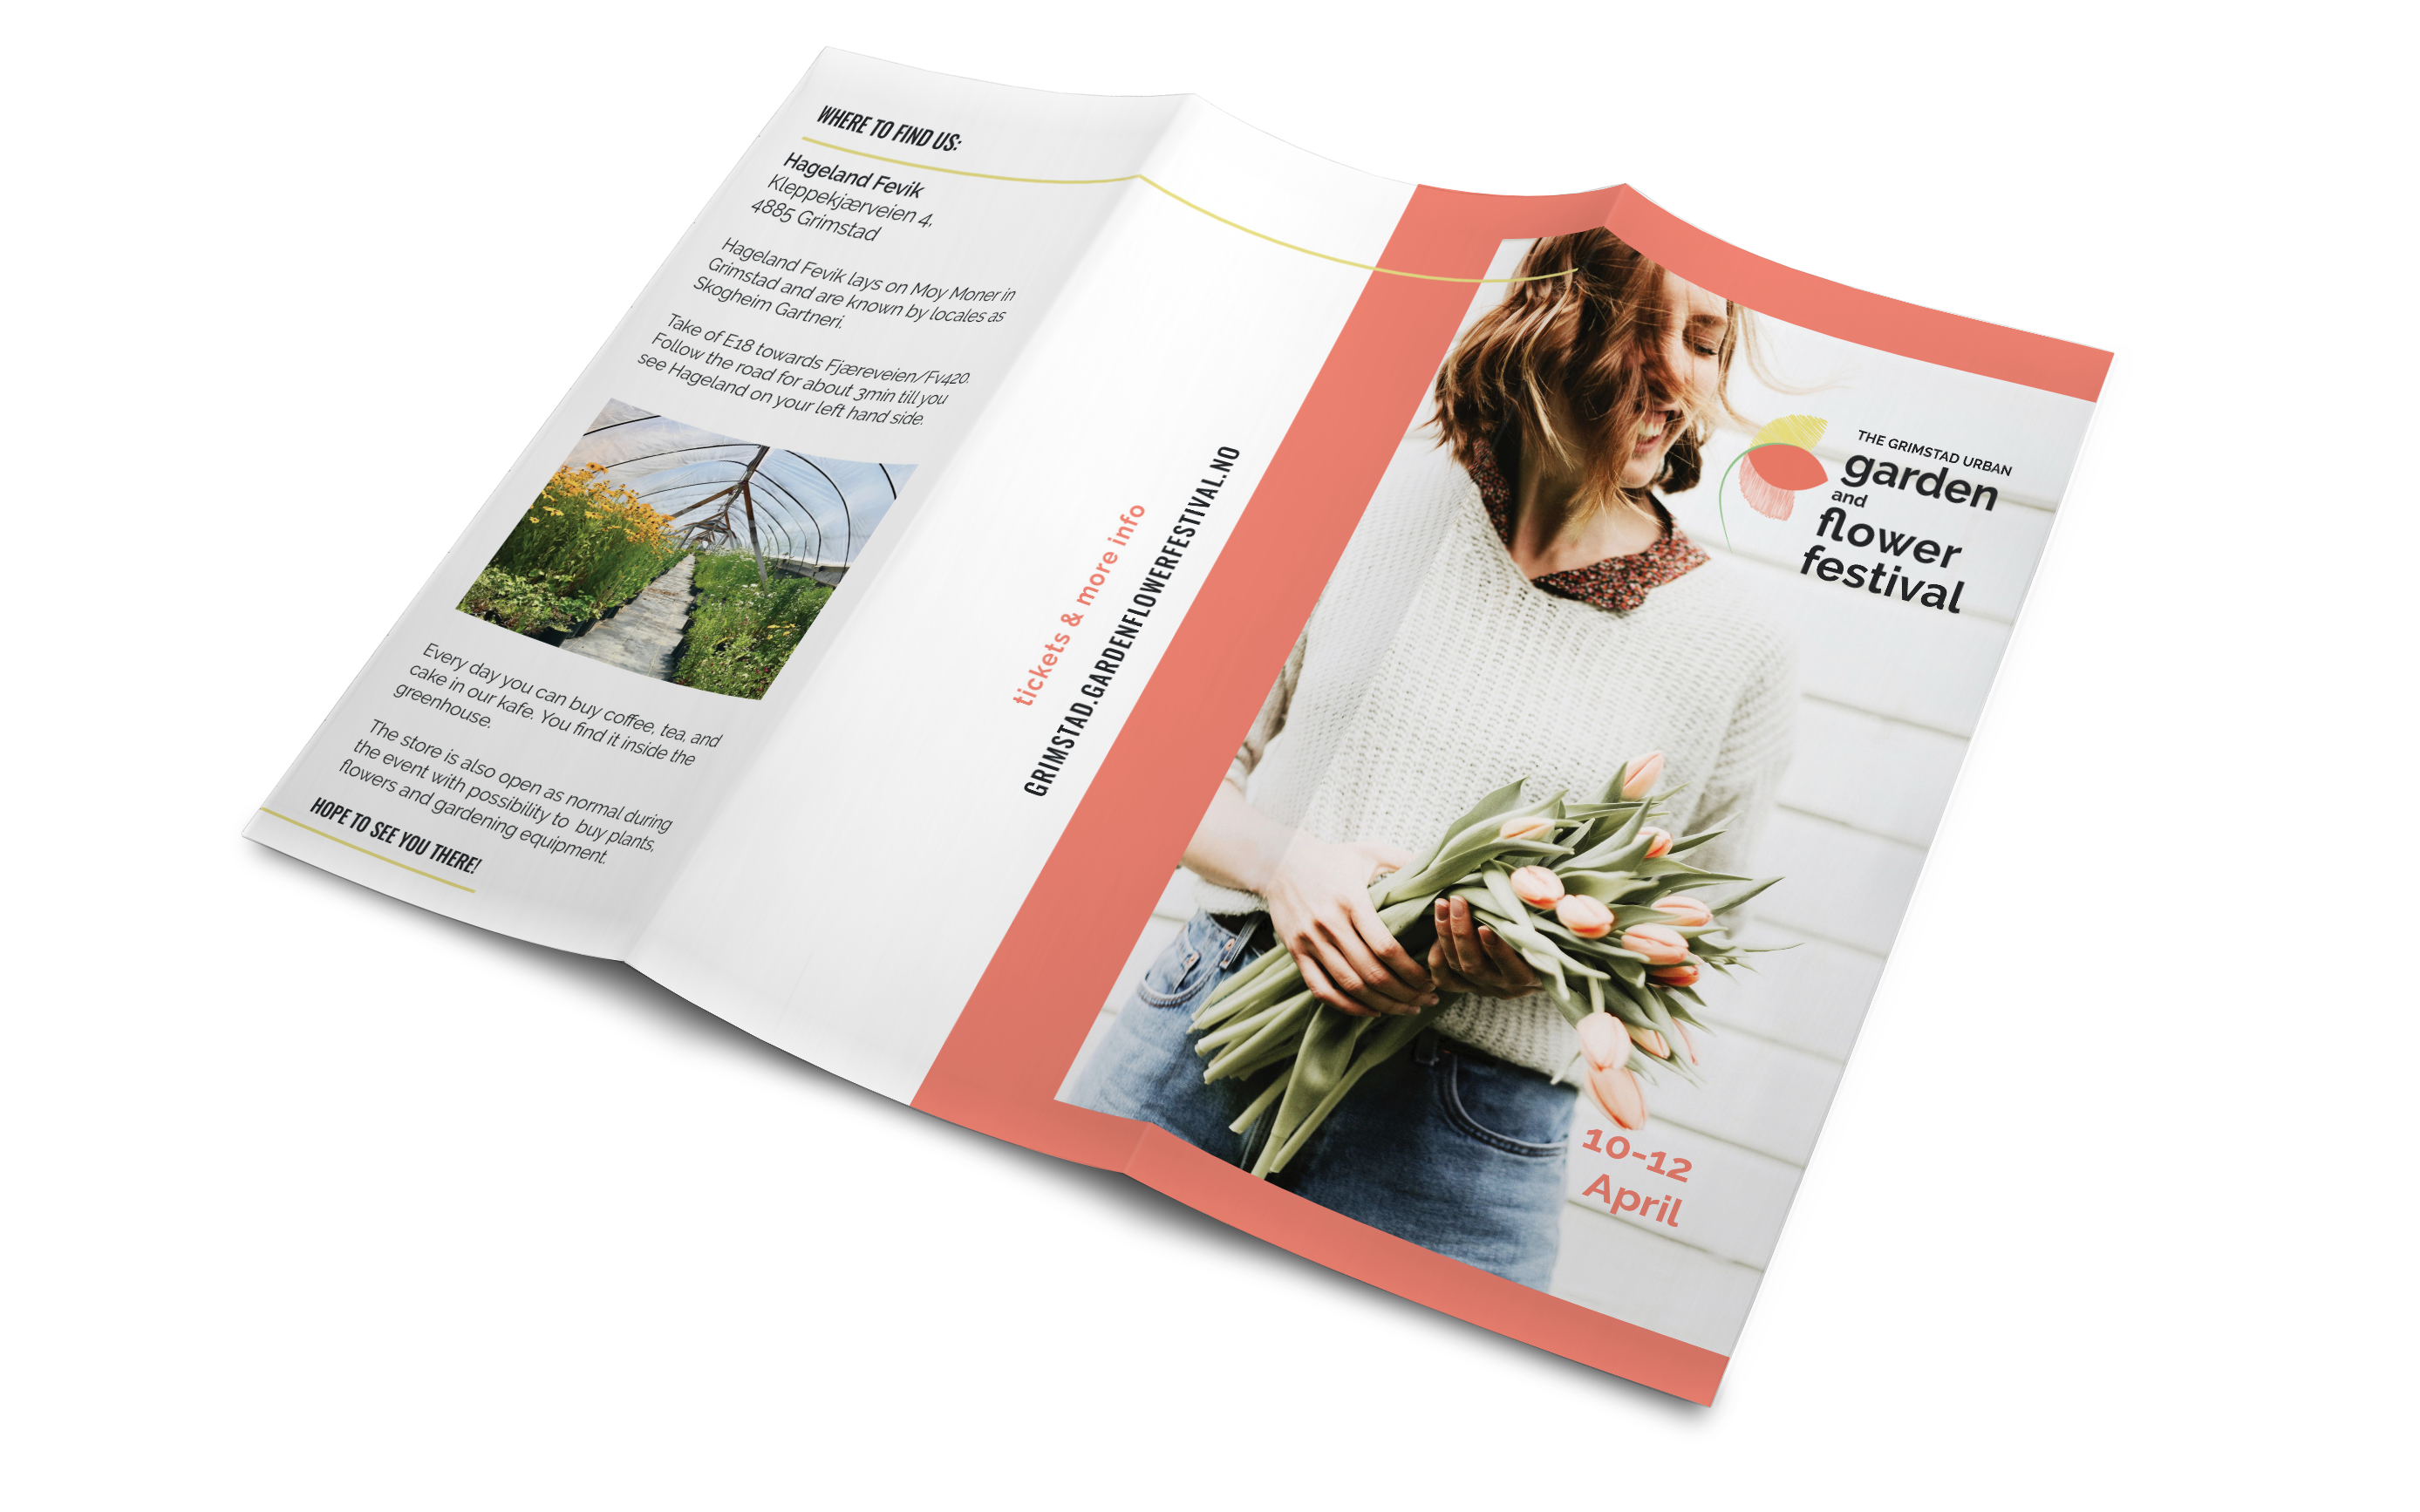 WHERE TO FIND US:
Hageland Fevik
Kleppekjærveien 4,
4885 Grimstad
Hageland Fevik lays on Moy Moner in
Grimstad and are known by locales as
Skogheim Gartneri.
Take of E18 towards Fjæreveien/Fv420.
Follow the road for about 3min till you
see Hageland on your left hand side.
Every day you can buy coffee, tea, and
cake in our kafe. You find it inside the
greenhouse.
The store is also open as normal during
the event with possibility to buy plants,
flowers and gardening equipment.
HOPE TO SEE YOU THERE!
tickets & more info
GRIMSTAD.GARDENFLOWERFESTIVAL.NO
THE GRIMSTAD URBAN
garden
and
flower
festival
10-12
April